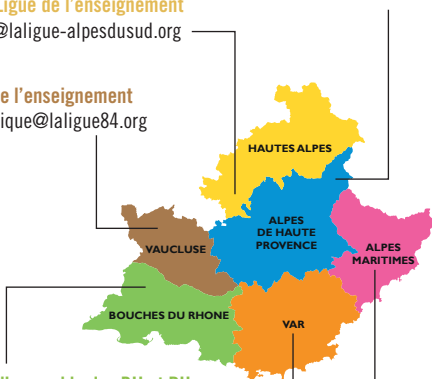 Ligue de l'enseignement
@laligue-alpesdusud.org
e l'enseignement
ique@laligue84.org
HAUTES ALPES
ALPES
DE HAUTE
PROVENCE
VAUCLUSE
ALPES
MARITIMES
BOUCHES DU RHONE
VAR